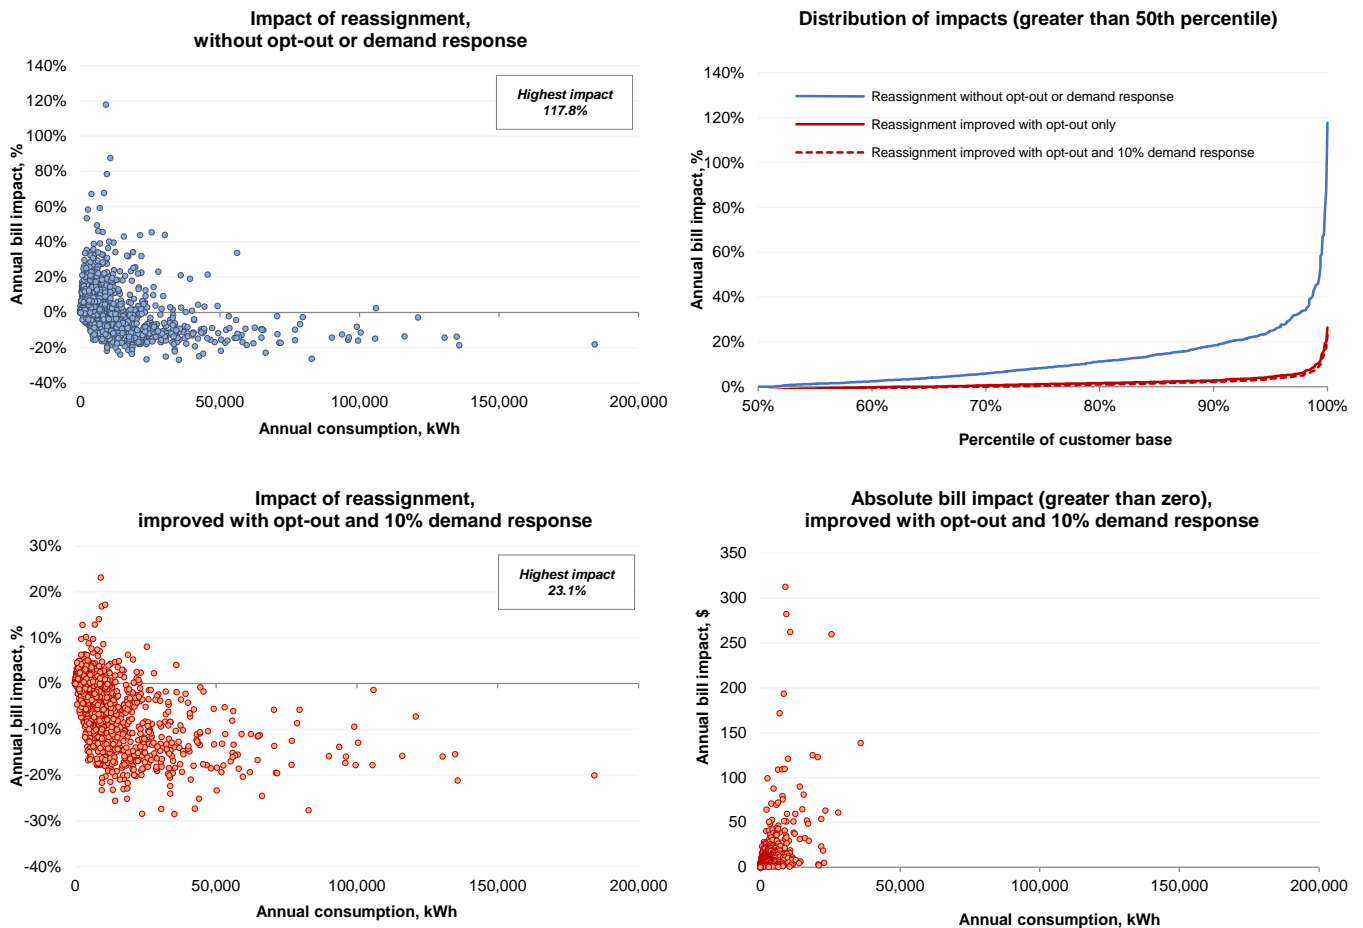 Impact of reassignment,
without opt-out or demand response
140%
120%
100%
80%
60%
40%
20%
0%
-20%
-40%
Annual bill impact, %
Highest impact
117.8%
0
50,000
100,000
150,000
200,000
Annual consumption, kWh
Distribution of impacts (greater than 50th percentile)
140%
120%
100%
80%
60%
40%
20%
0%
Annual bill impact, %
Reassignment without opt-out or demand response
Reassignment improved with opt-out only
Reassignment improved with opt-out and 10% demand response
50%
60%
70%
80%
90%
100%
Percentile of customer base
Impact of reassignment,
improved with opt-out and 10% demand response
30%
20%
10%
0%
-10%
-20%
-30%
-40%
Annual bill impact, %
Highest impact
23.1%
0
50,000
100,000
150,000
200,000
Annual consumption, kWh
Absolute bill impact (greater than zero),
improved with opt-out and 10% demand response
350
300
250
200
150
100
50
0
Annual bill impact, $
0
50,000
100,000
150,000
200,000
Annual consumption, kWh